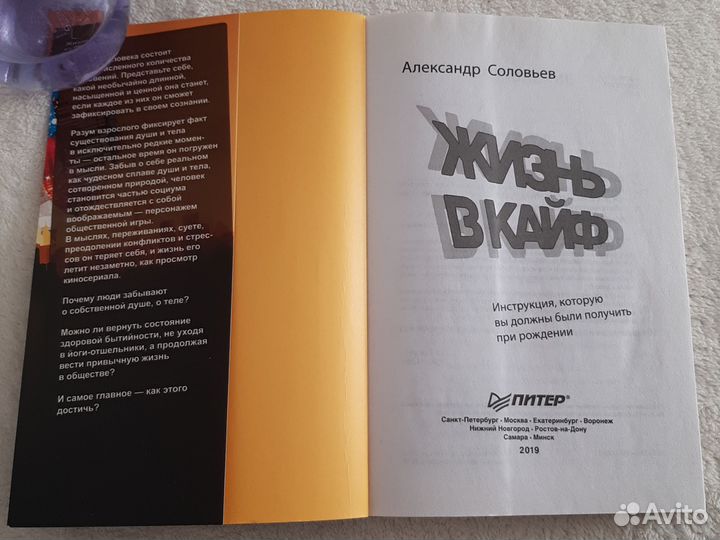 человека состоит
численного количества
овений. Представьте себе,
какой необычайно длинной,
насыщенной и ценной она станет,
если каждое из них он сможет
зафиксировать в своем сознании.
Разум взрослого фиксирует факт
существования души и тела
в исключительно редкие момен-
ты — остальное время он погружен
в мысли. Забыв о себе реальном
как чудесном сплаве души и тела,
сотворенном природой, человек
становится частью социума
и отождествляется с собой
воображаемым — персонажем
общественной игры.
В мыслях, переживаниях, суете,
преодолении конфликтов и стрес-
сов он теряет себя, и жизнь его
летит незаметно, как просмотр
киносериала.
Почему люди забывают
о собственной душе, о теле?
Можно ли вернуть состояние
здоровой бытийности, не уходя
в йоги-отшельники, а продолжая
вести привычную жизнь
в обществе?
И самое главное — как этого
достичь?
Александр Соловьев
ЖИЗНЬ
В КАЙФ
Инструкция, которую
вы должны были получить
при рождении
ПИТЕР®
Санкт-Петербург · Москва · Екатеринбург · Воронеж
Нижний Новгород · Ростов-на-Дону
Самара · Минск
2019
Avito